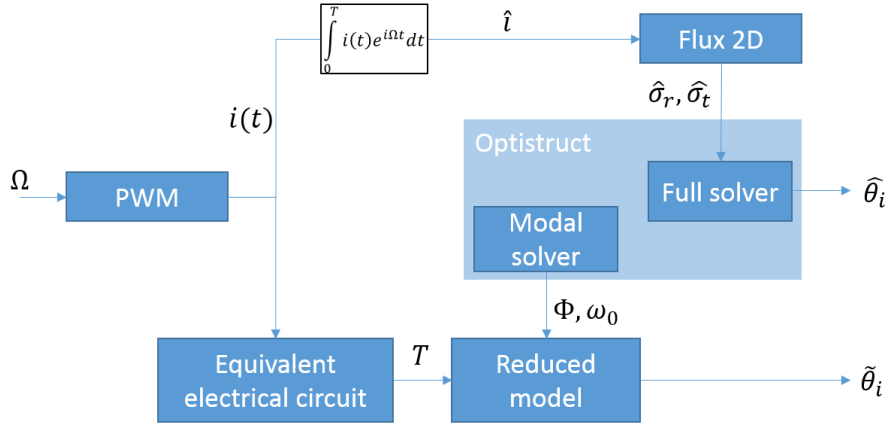 ∫₀ᵀ i(t)e^{iΩt}dt
î
Flux 2D
σ̂_r, σ̂_t
i(t)
Optistruct
Ω
PWM
Full solver
θ̂_i
Modal
solver
Φ, ω₀
Equivalent
electrical circuit
T
Reduced
model
θ̃_i